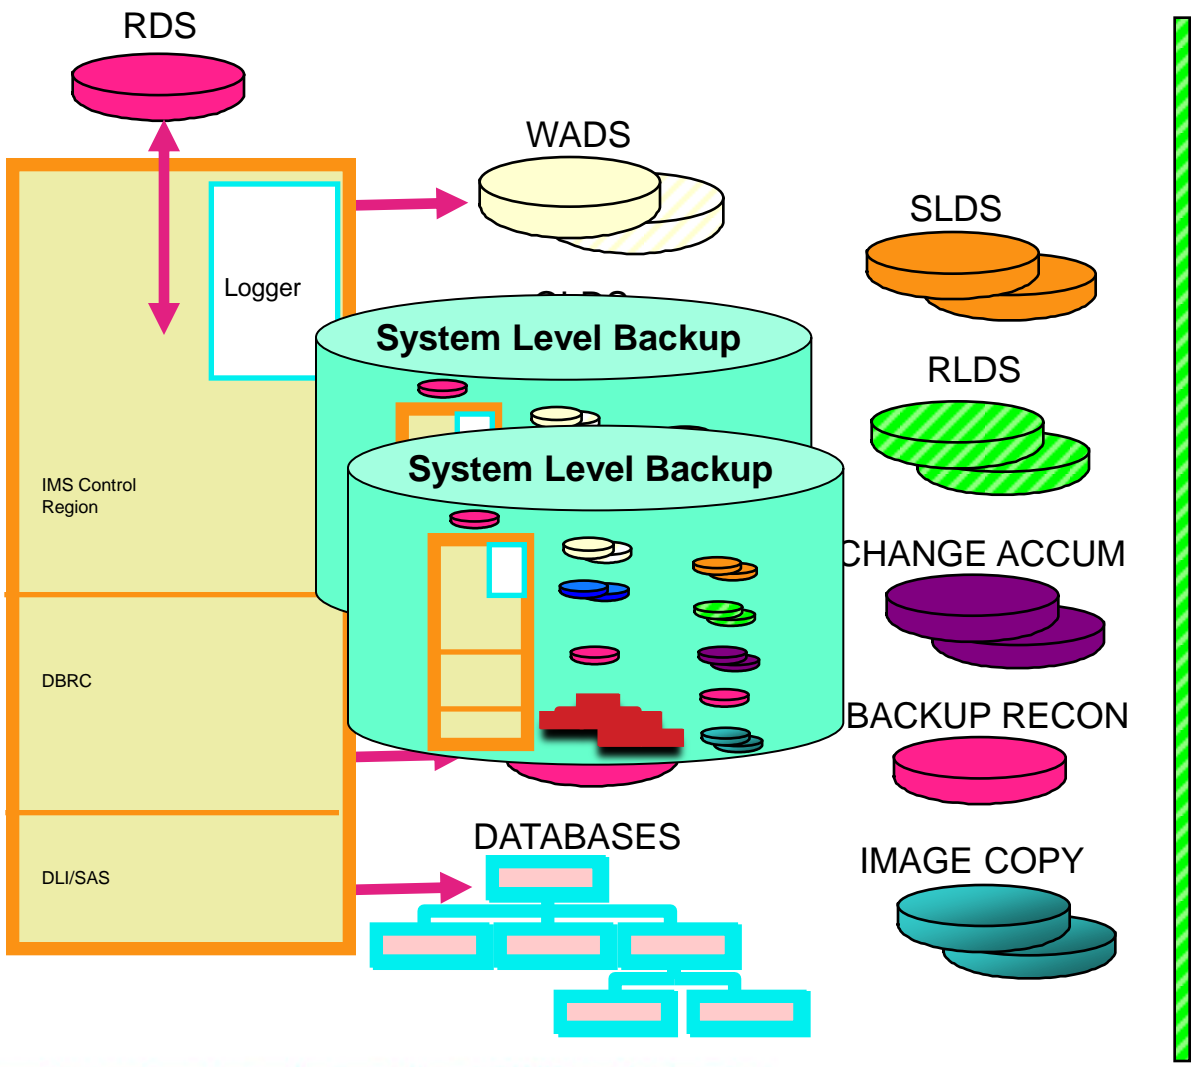 RDS
WADS
SLDS
Logger
System Level Backup
RLDS
System Level Backup
IMS Control
Region
CHANGE ACCUM
DBRC
BACKUP RECON
DATABASES
IMAGE COPY
DLI/SAS